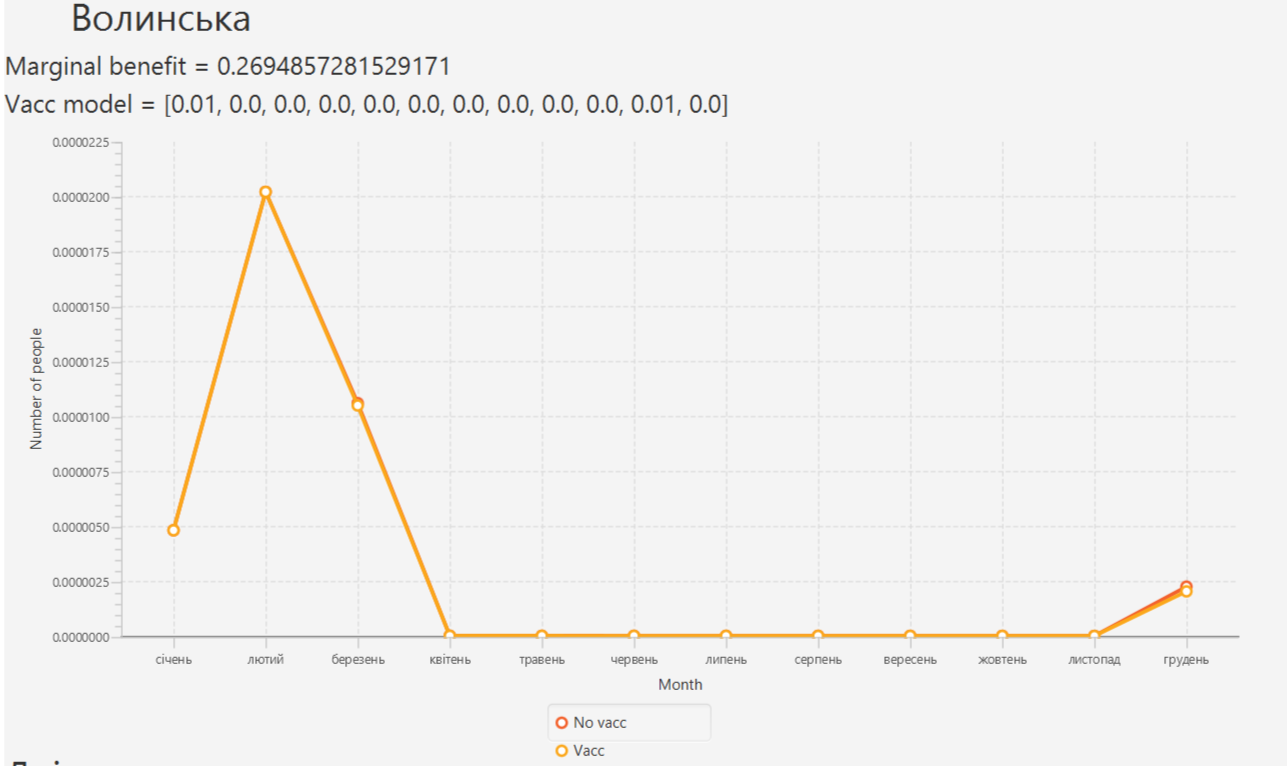 Волинська
Marginal benefit = 0.2694857281529171
Vacc model = [0.01, 0.0, 0.0, 0.0, 0.0, 0.0, 0.0, 0.0, 0.0, 0.0, 0.01, 0.0]
0.0000225
0.0000200
0.0000175
0.0000150
0.0000125
0.0000100
0.0000075
0.0000050
0.0000025
0.0000000
Number of people
січень лютий березень квітень травень червень липень серпень вересень жовтень листопад грудень
Month
No vacc
Vacc